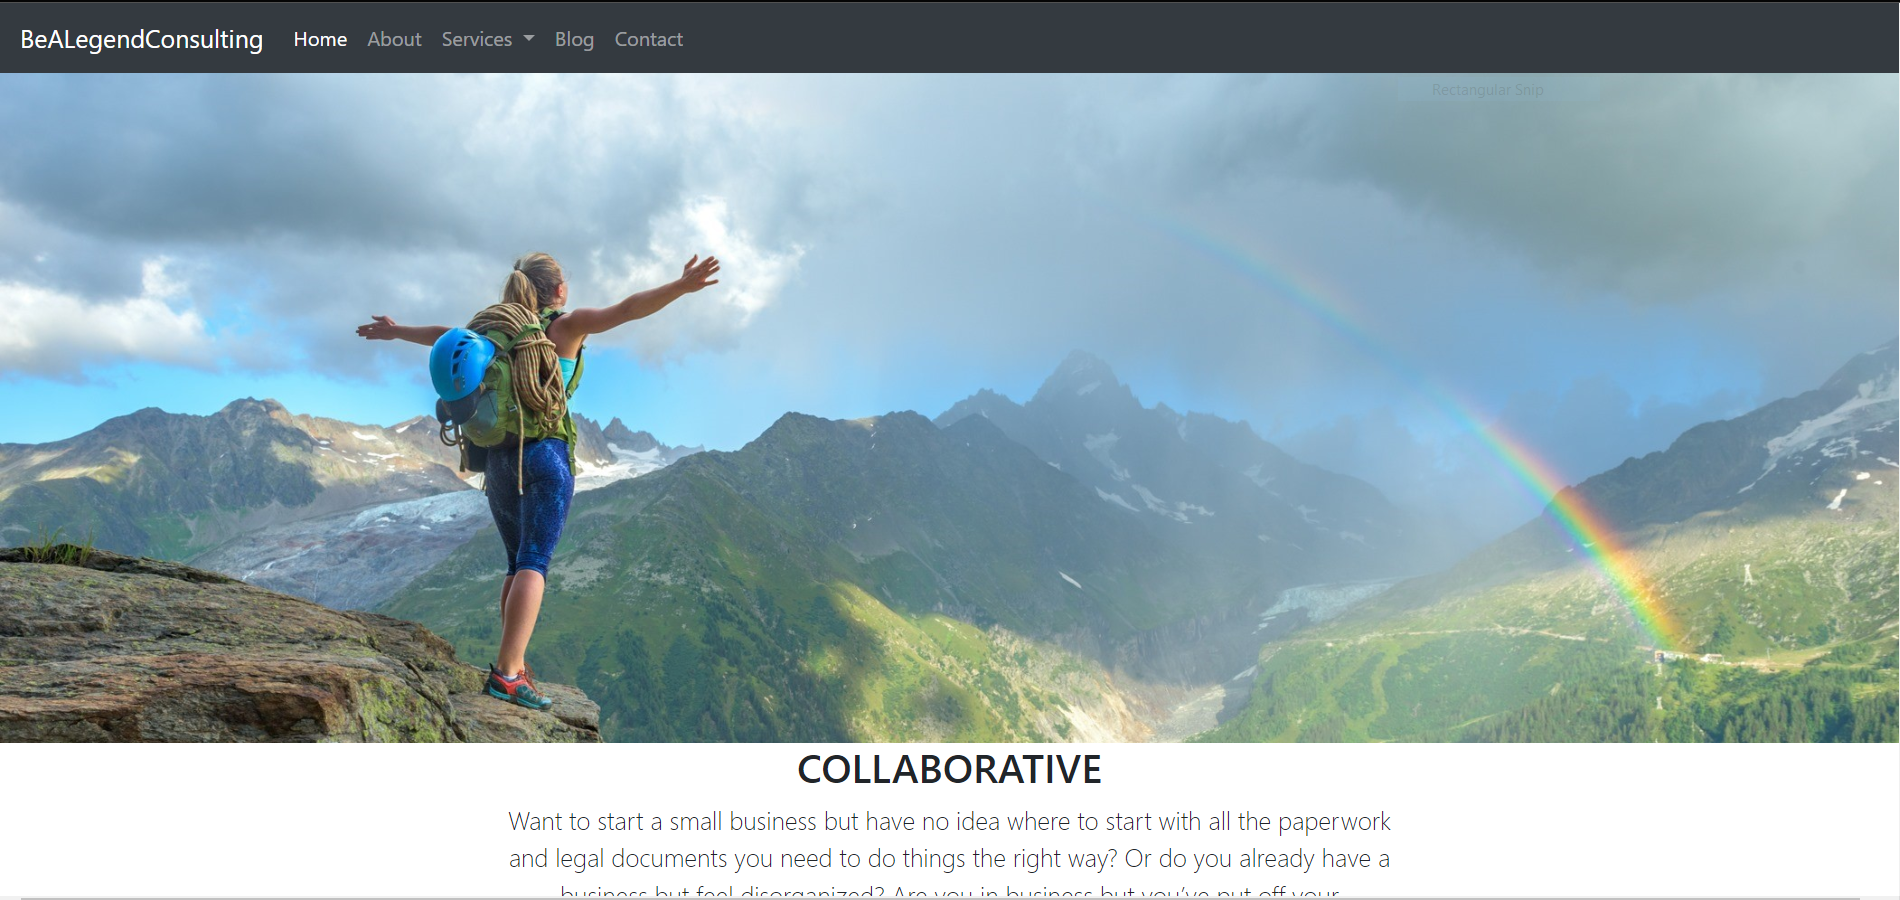 BeALegendConsulting Home About Services Blog Contact
Rectangular Snip
COLLABORATIVE
Want to start a small business but have no idea where to start with all the paperwork
and legal documents you need to do things the right way? Or do you already have a
business but feel disorganized? Are you in business but you've put off your